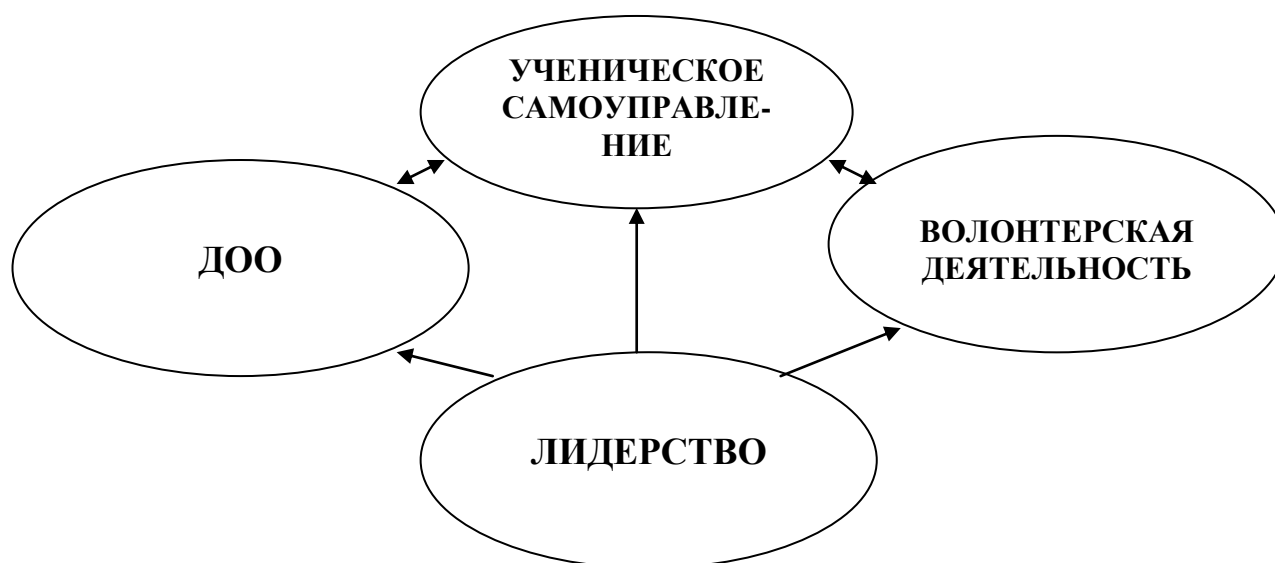 УЧЕНИЧЕСКОЕ
САМОУПРАВЛЕ-
НИЕ
ДОО
ВОЛОНТЕРСКАЯ
ДЕЯТЕЛЬНОСТЬ
ЛИДЕРСТВО